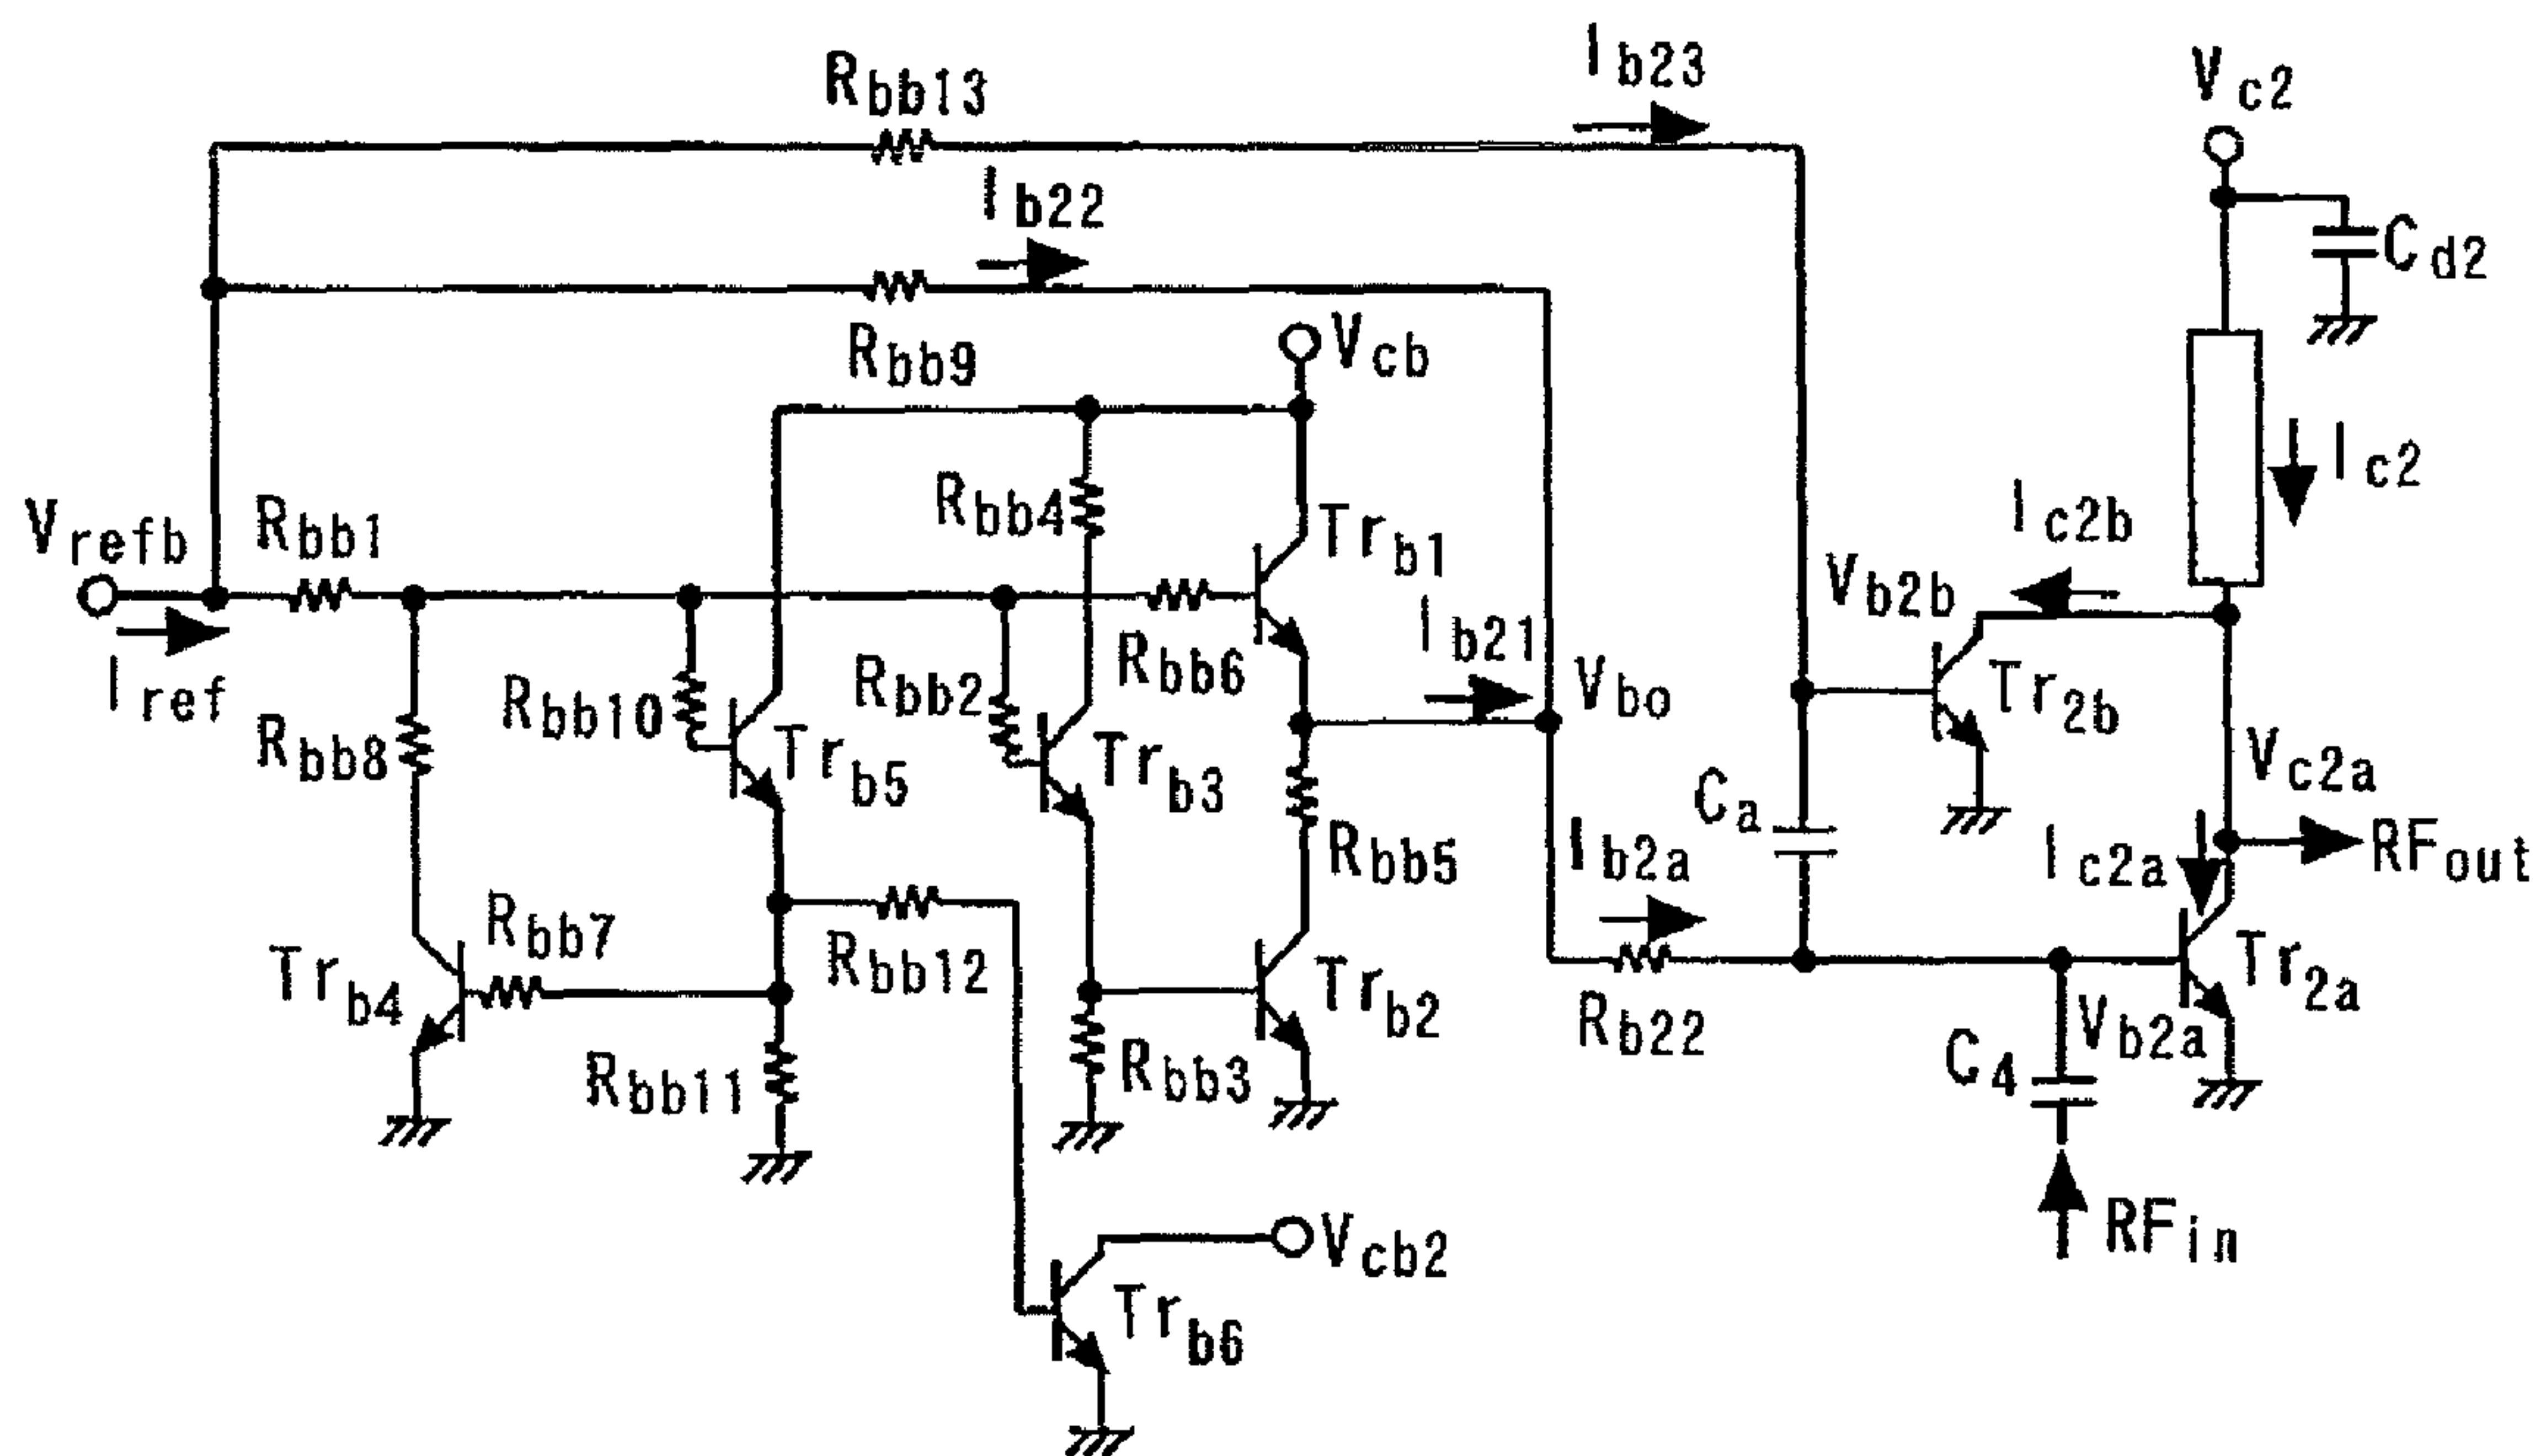 Rbb13
Ib23
Vc2
Ib22
Cd2
Rbb9
Vcb
Ic2
Rbb4
Trb1
Ic2b
Vrefb
Rbb1
Vb2b
Iref
Rbb8
Rbb10
Trb5
Rbb2
Trb3
Rbb6
Ib21
Vbo
Tr2b
Vc2a
Ca
Rbb5
Ib2a
Ic2a
RFout
Trb4
Rbb7
Rbb12
Trb2
Rb22
Tr2a
Vb2a
C4
Rbb11
Rbb3
RFin
Vcb2
Trb6